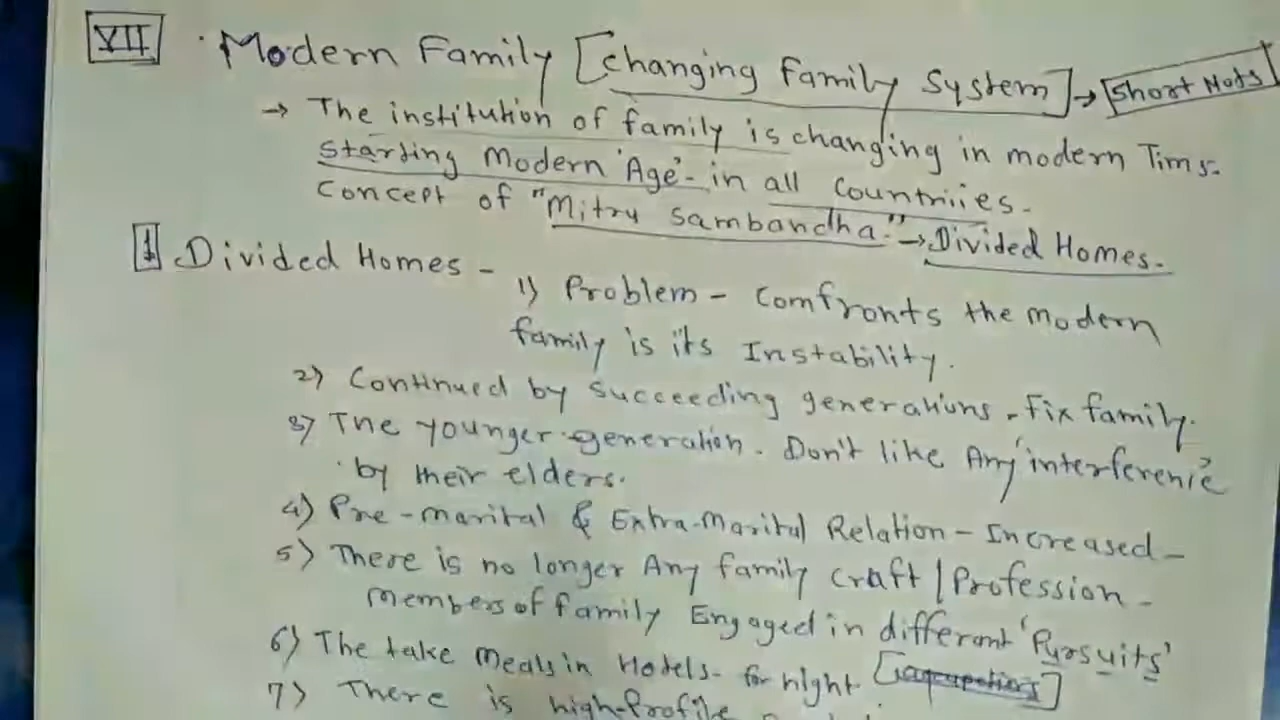 VII Modern Family [changing family System] → Short Nots
→ The institution of family is changing in modern Tims.
starting Modern 'Age'- in all Countriies.
Concept of "Mitru Sambandha." → Divided Homes.
1 Divided Homes -
1) Problem - Comfronts the modern
family is its Instability.
2) Continued by succeeding generations - Fix family.
3) The younger generation. Don't like Any interference
by their elders.
4) Pre-marital & Extra-Marital Relation - Increased -
5) There is no longer Any family craft / Profession -
Members of family Engaged in different 'Pursuits'
6) The take meals in Hotels- for night
7) There is high-Profile